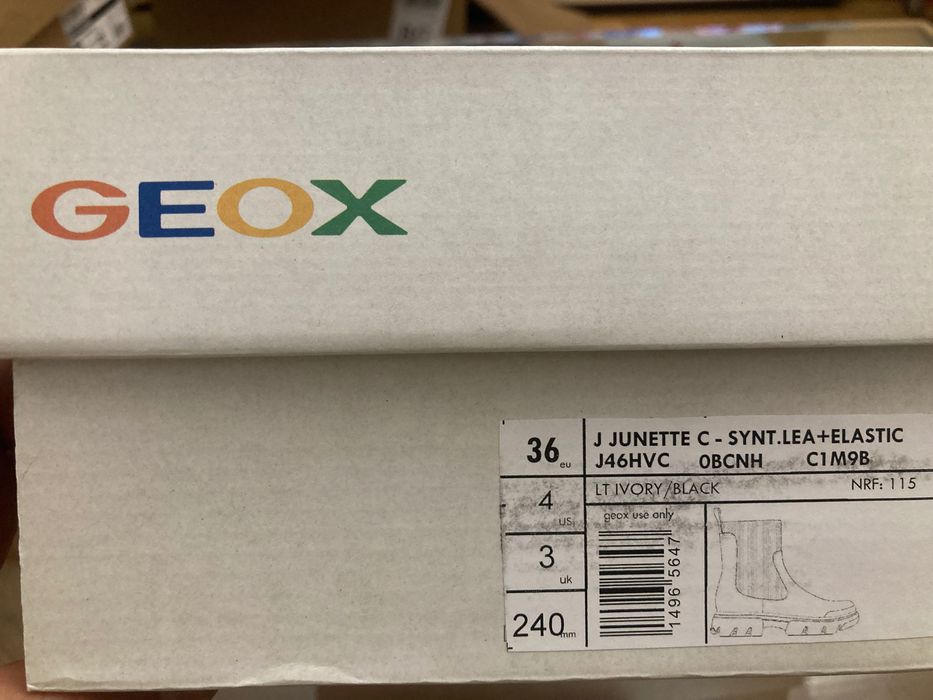 GEOX
36 eu
J JUNETTE C - SYNT.LEA+ELASTIC
J46HVC 0BCNH C1M9B
4 US
LT IVORY/BLACK NRF: 115
geox use only
3 uk
1496 5647
240 mm